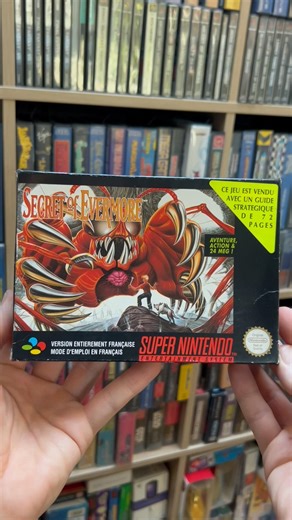 SECRET OF EVERMORE
CE JEU EST VENDU
AVEC UN GUIDE
STRATEGIQUE
DE 72
PAGES
AVENTURE,
ACTION &
24 MEG !
VERSION ENTIEREMENT FRANÇAISE
MODE D'EMPLOI EN FRANÇAIS
SUPER NINTENDO
ENTERTAINMENT SYSTEM